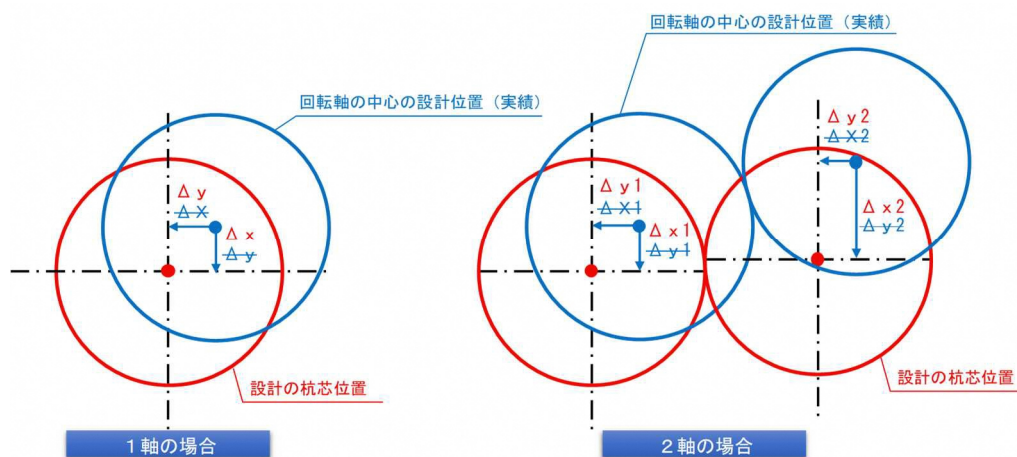 回転軸の中心の設計位置（実績）
Δy
ΔX
Δx
Δy
設計の杭芯位置
1軸の場合
回転軸の中心の設計位置（実績）
Δy1
ΔX1
Δx1
Δy1
Δy2
ΔX2
Δx2
Δy2
設計の杭芯位置
2軸の場合